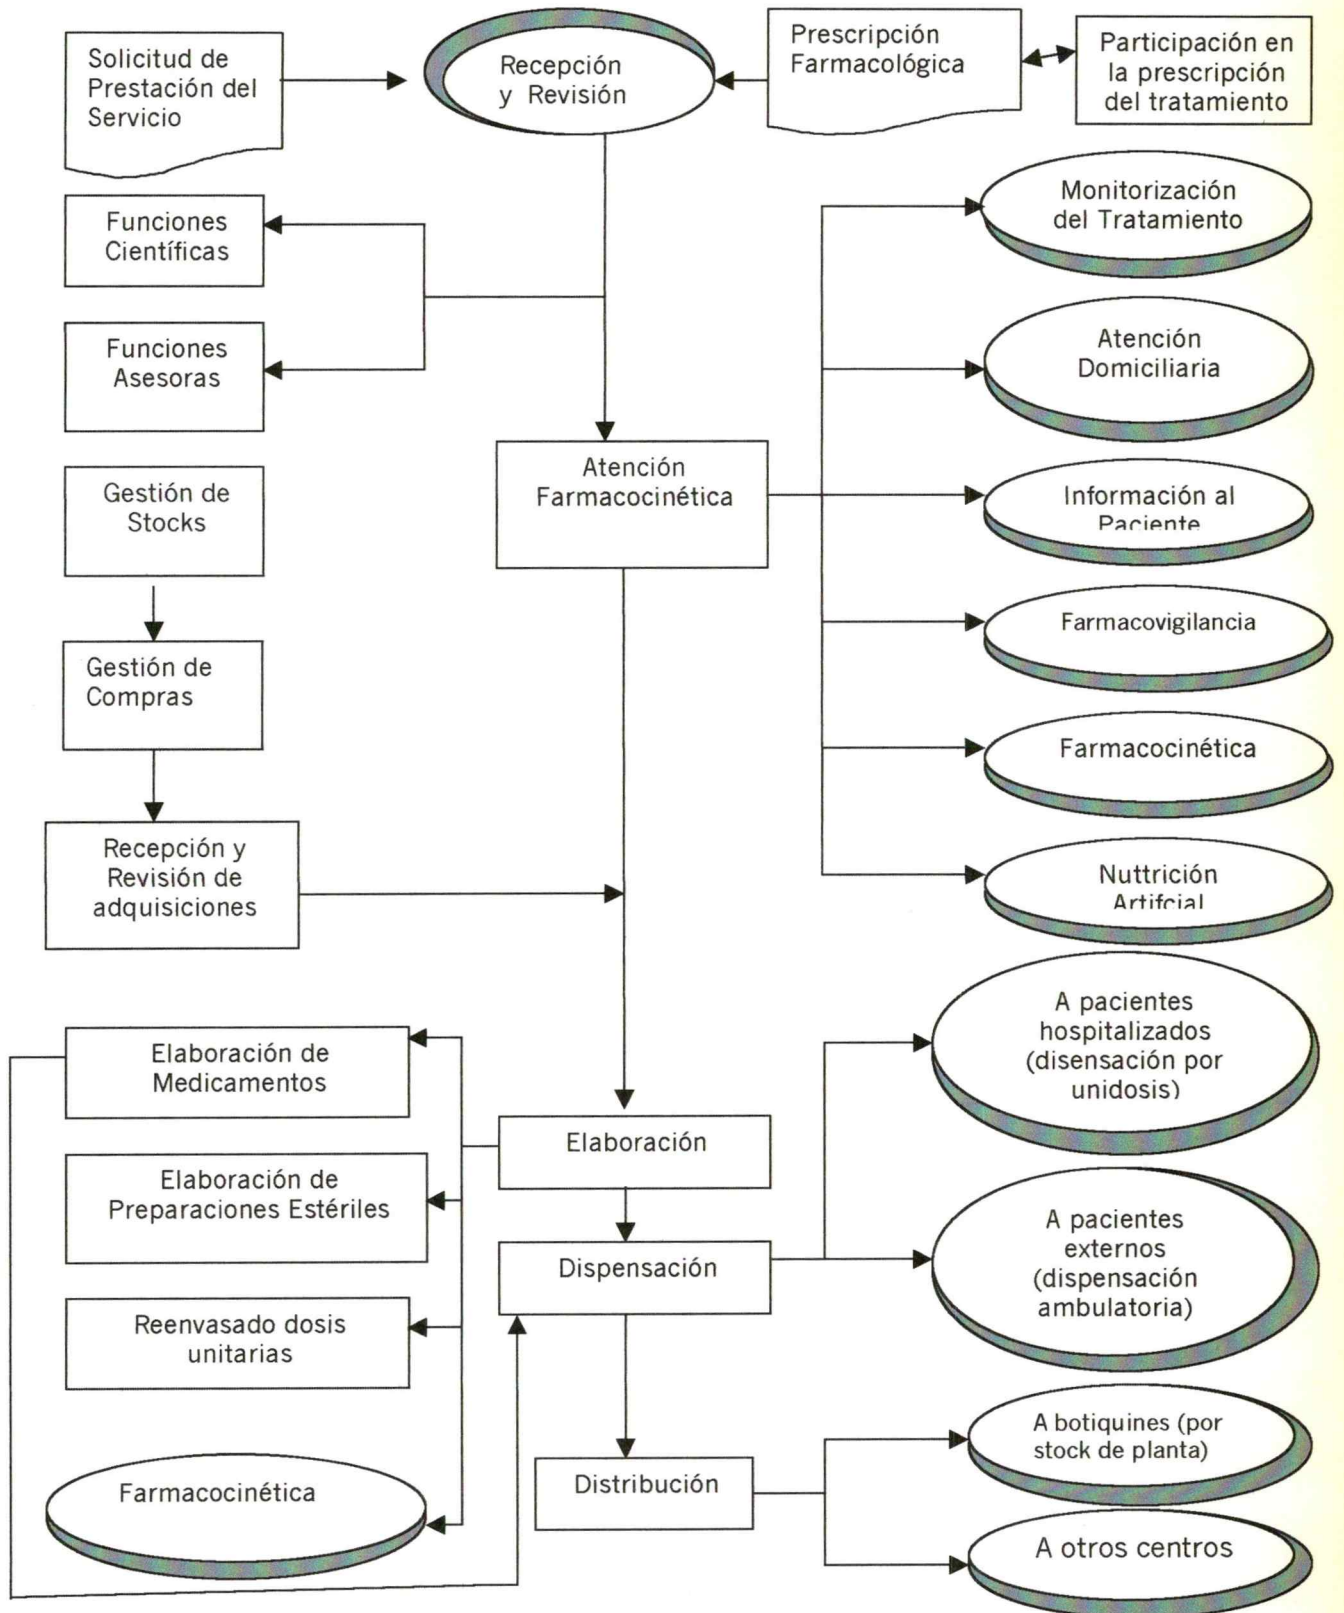 Solicitud de
Prestación del
Servicio
Recepción
y Revisión
Prescripción
Farmacológica
Participación en
la prescripción
del tratamiento
Funciones
Científicas
Funciones
Asesoras
Gestión de
Stocks
Gestión de
Compras
Recepción y
Revisión de
adquisiciones
Atención
Farmacocinética
Monitorización
del Tratamiento
Atención
Domiciliaria
Información al
Paciente
Farmacovigilancia
Farmacocinética
Nuttrición
Artifcial
Elaboración de
Medicamentos
Elaboración de
Preparaciones Estériles
Reenvasado dosis
unitarias
Farmacocinética
Elaboración
Dispensación
Distribución
A pacientes
hospitalizados
(disensación por
unidosis)
A pacientes
externos
(dispensación
ambulatoria)
A botiquines (por
stock de planta)
A otros centros